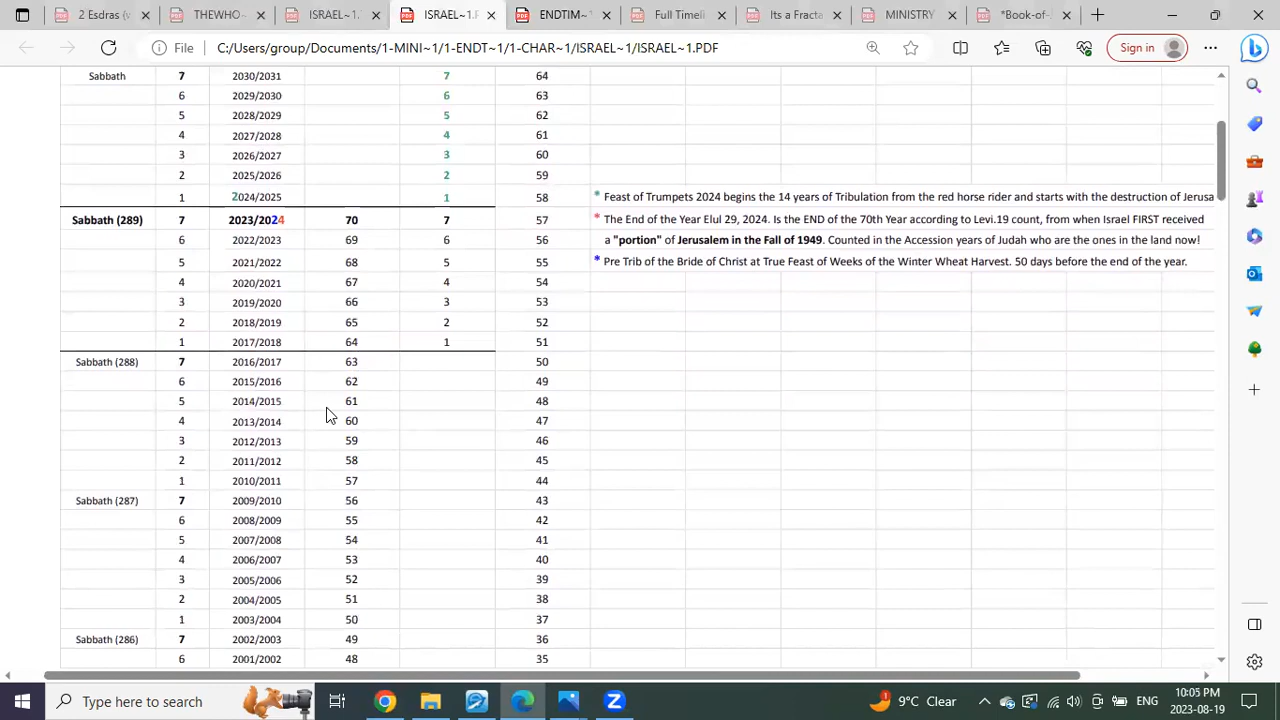 2 Esdras (v
THEWHO~
ISRAEL~1.
ISRAEL~1.P
ENDTIM~
Full Timeli
Its a Fracta
MINISTRY
*Book-of-
File C:/Users/group/Documents/1-MINI~1/1-ENDT~1/1-CHAR~1/ISRAEL~1/ISRAEL~1.PDF
Sign in
Sabbath 7 2030/2031 7 64
6 2029/2030 6 63
5 2028/2029 5 62
4 2027/2028 4 61
3 2026/2027 3 60
2 2025/2026 2 59
1 2024/2025 1 58 * Feast of Trumpets 2024 begins the 14 years of Tribulation from the red horse rider and starts with the destruction of Jerusa
Sabbath (289) 7 2023/2024 70 7 57 * The End of the Year Elul 29, 2024. Is the END of the 70th Year according to Levi.19 count, from when Israel FIRST received
6 2022/2023 69 6 56 a "portion" of Jerusalem in the Fall of 1949. Counted in the Accession years of Judah who are the ones in the land now!
5 2021/2022 68 5 55 * Pre Trib of the Bride of Christ at True Feast of Weeks of the Winter Wheat Harvest. 50 days before the end of the year.
4 2020/2021 67 4 54
3 2019/2020 66 3 53
2 2018/2019 65 2 52
1 2017/2018 64 1 51
Sabbath (288) 7 2016/2017 63 50
6 2015/2016 62 49
5 2014/2015 61 48
4 2013/2014 60 47
3 2012/2013 59 46
2 2011/2012 58 45
1 2010/2011 57 44
Sabbath (287) 7 2009/2010 56 43
6 2008/2009 55 42
5 2007/2008 54 41
4 2006/2007 53 40
3 2005/2006 52 39
2 2004/2005 51 38
1 2003/2004 50 37
Sabbath (286) 7 2002/2003 49 36
6 2001/2002 48 35
Type here to search
1
9°C Clear
ENG
10:05 PM
2023-08-19